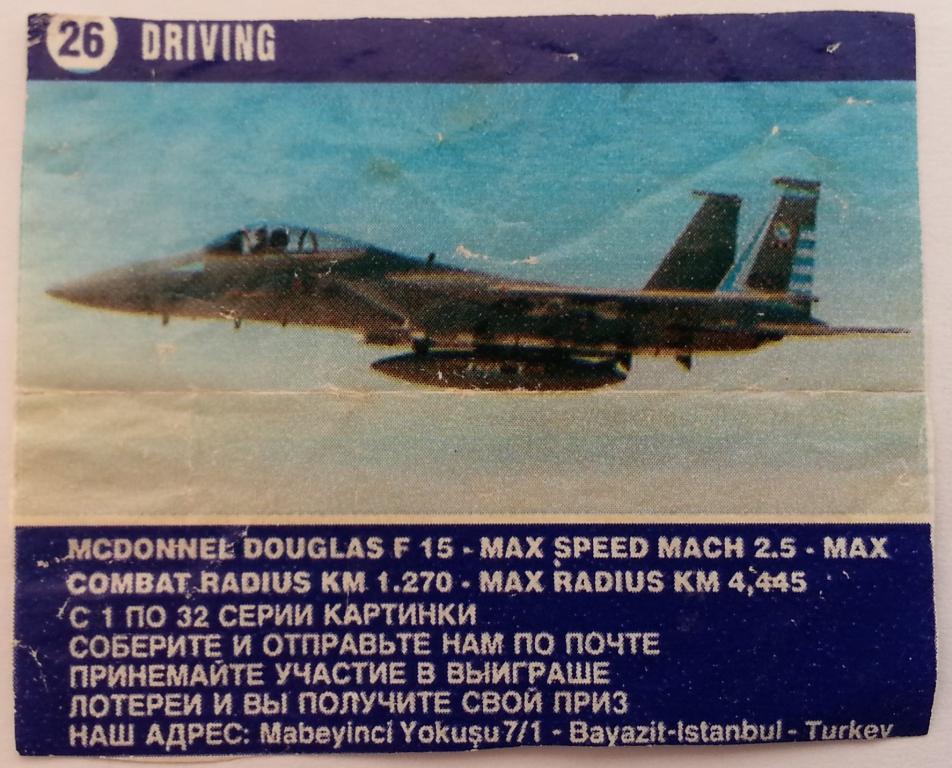 26 DRIVING
MCDONNEL DOUGLAS F 15 - MAX SPEED MACH 2.5 - MAX
COMBAT RADIUS KM 1.270 - MAX RADIUS KM 4,445
С 1 ПО 32 СЕРИИ КАРТИНКИ
СОБЕРИТЕ И ОТПРАВЬТЕ НАМ ПО ПОЧТЕ
ПРИНЕМАЙТЕ УЧАСТИЕ В ВЫИГРАШЕ
ЛОТЕРЕИ И ВЫ ПОЛУЧИТЕ СВОЙ ПРИЗ
НАШ АДРЕС: Mabeyinci Yokuşu 7/1 - Bayazit-Istanbul - Turkey